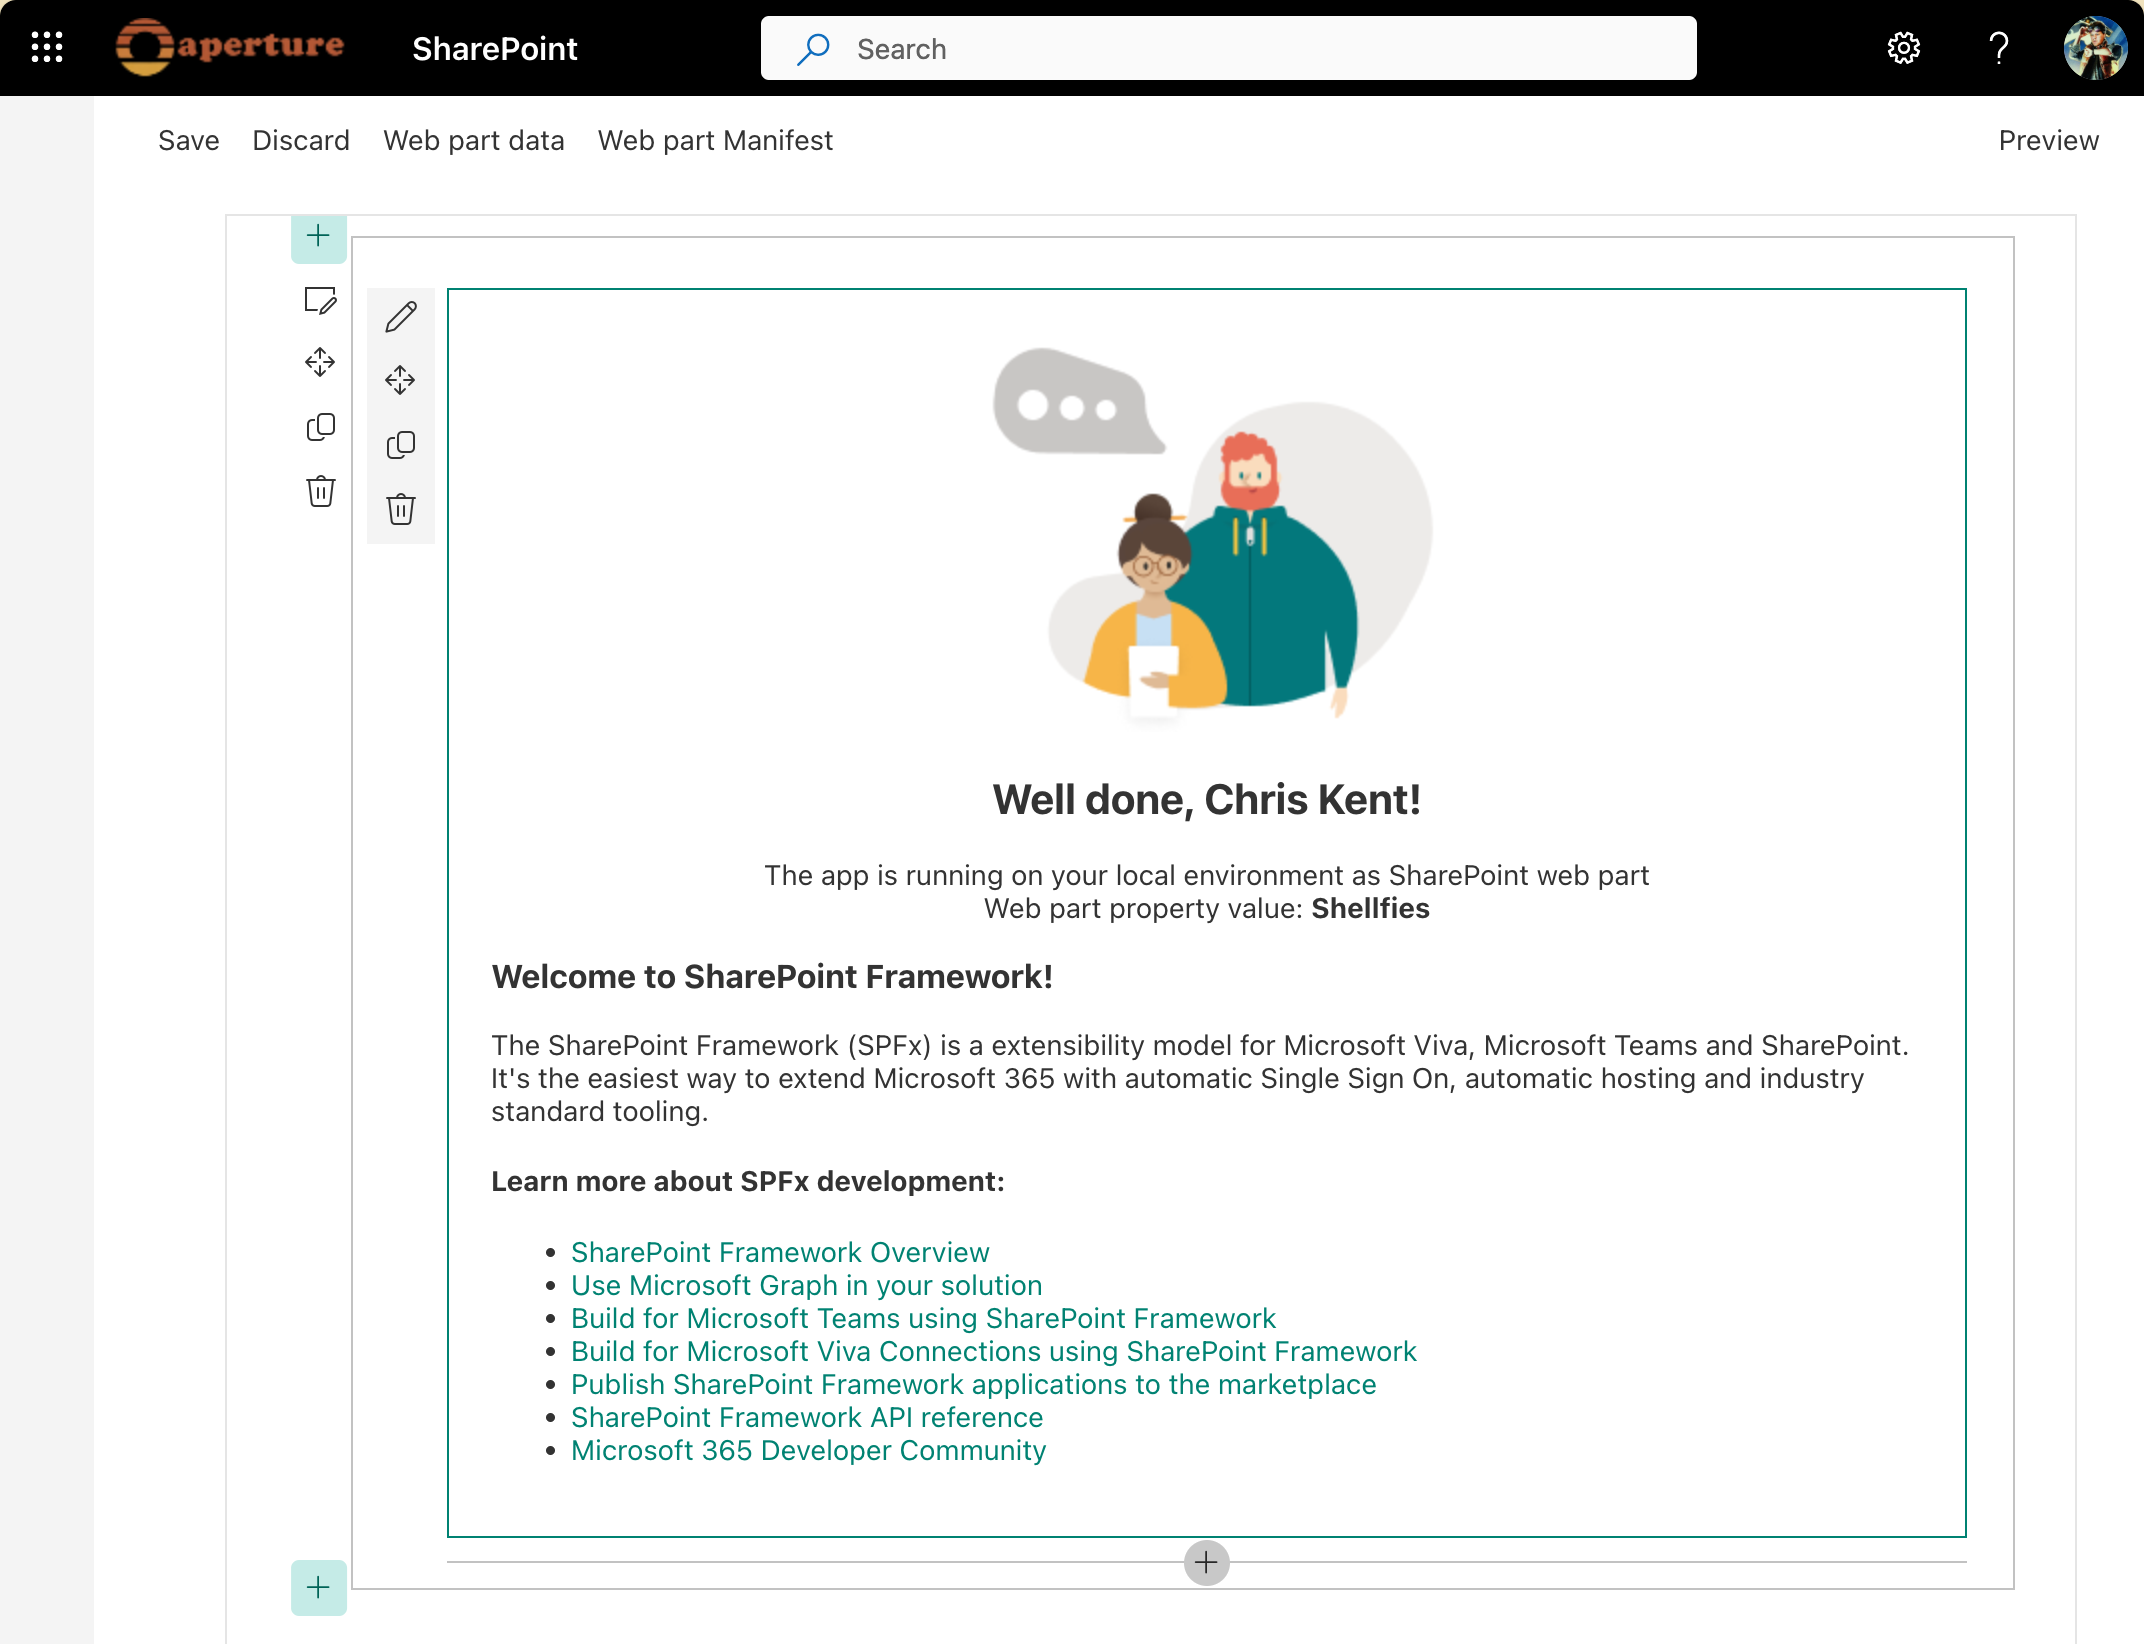 aperture
SharePoint
Search
Save Discard Web part data Web part Manifest Preview
Well done, Chris Kent!
The app is running on your local environment as SharePoint web part
Web part property value: Shellfies
Welcome to SharePoint Framework!
The SharePoint Framework (SPFx) is a extensibility model for Microsoft Viva, Microsoft Teams and SharePoint.
It's the easiest way to extend Microsoft 365 with automatic Single Sign On, automatic hosting and industry
standard tooling.
Learn more about SPFx development:
• SharePoint Framework Overview
• Use Microsoft Graph in your solution
• Build for Microsoft Teams using SharePoint Framework
• Build for Microsoft Viva Connections using SharePoint Framework
• Publish SharePoint Framework applications to the marketplace
• SharePoint Framework API reference
• Microsoft 365 Developer Community